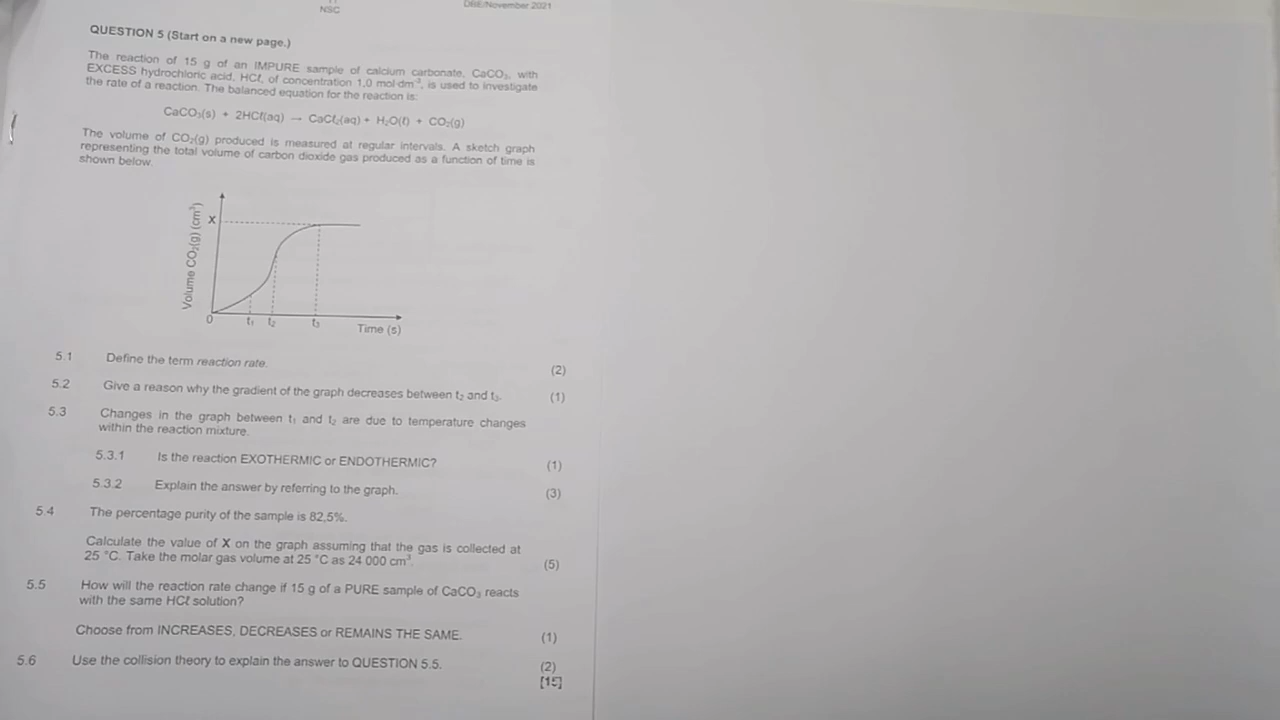 NSC
DBE/November 2021
QUESTION 5 (Start on a new page.)
The reaction of 15 g of an IMPURE sample of calcium carbonate, CaCO₃, with
EXCESS hydrochloric acid, HCℓ, of concentration 1,0 mol·dm⁻³, is used to investigate
the rate of a reaction. The balanced equation for the reaction is:
CaCO₃(s) + 2HCℓ(aq) → CaCℓ₂(aq) + H₂O(ℓ) + CO₂(g)
The volume of CO₂(g) produced is measured at regular intervals. A sketch graph
representing the total volume of carbon dioxide gas produced as a function of time is
shown below.
Volume CO₂(g) (cm³)
X
0
t₁ t₂ t₃
Time (s)
5.1 Define the term reaction rate. (2)
5.2 Give a reason why the gradient of the graph decreases between t₂ and t₃. (1)
5.3 Changes in the graph between t₁ and t₂ are due to temperature changes
within the reaction mixture.
5.3.1 Is the reaction EXOTHERMIC or ENDOTHERMIC? (1)
5.3.2 Explain the answer by referring to the graph. (3)
5.4 The percentage purity of the sample is 82,5%.
Calculate the value of X on the graph assuming that the gas is collected at
25 °C. Take the molar gas volume at 25 °C as 24 000 cm³. (5)
5.5 How will the reaction rate change if 15 g of a PURE sample of CaCO₃ reacts
with the same HCℓ solution?
Choose from INCREASES, DECREASES or REMAINS THE SAME. (1)
5.6 Use the collision theory to explain the answer to QUESTION 5.5. (2)
[15]